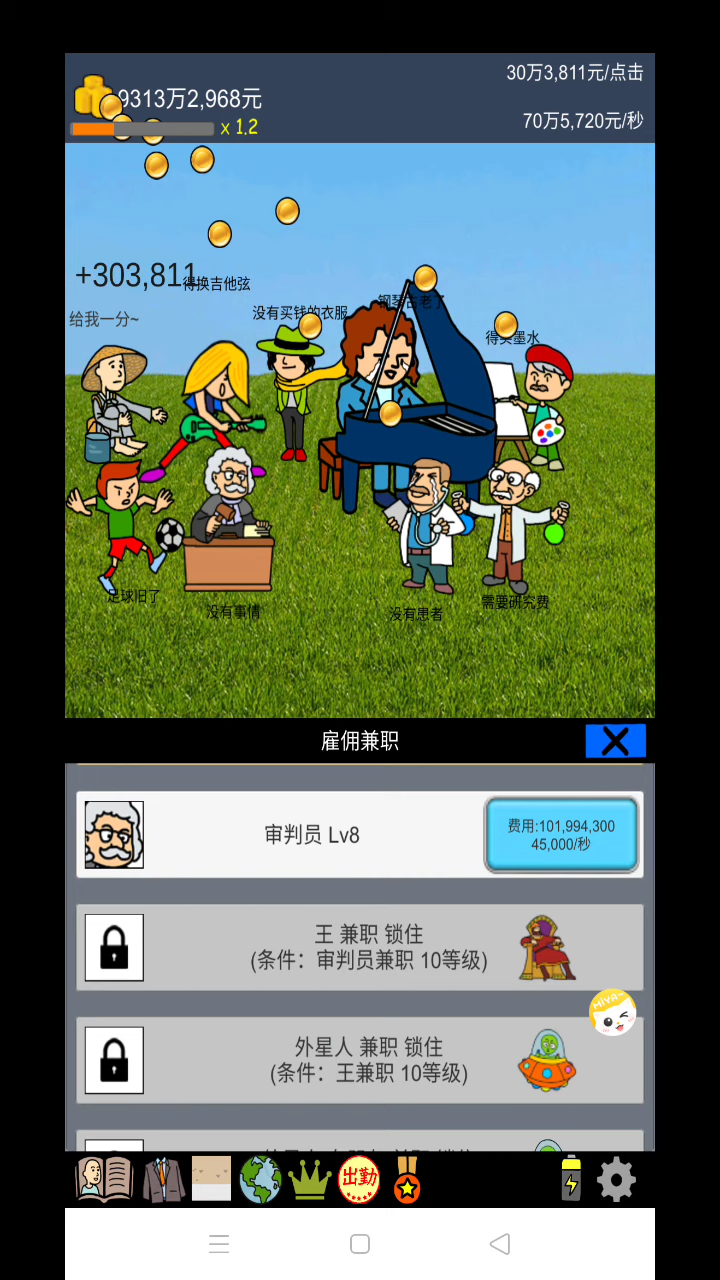 30万3,811元/点击
9313万2,968元
x 1.2
70万5,720元/秒
+303,811
得换吉他弦
给我一分~
没有买钱的衣服
钢琴古老了
得买墨水
足球旧了
没有事情
没有患者
需要研究费
雇佣兼职
审判员 Lv8
费用:101,994,300
45,000/秒
王 兼职 锁住
(条件：审判员兼职 10等级)
HIYA~
外星人 兼职 锁住
(条件：王兼职 10等级)
出勤